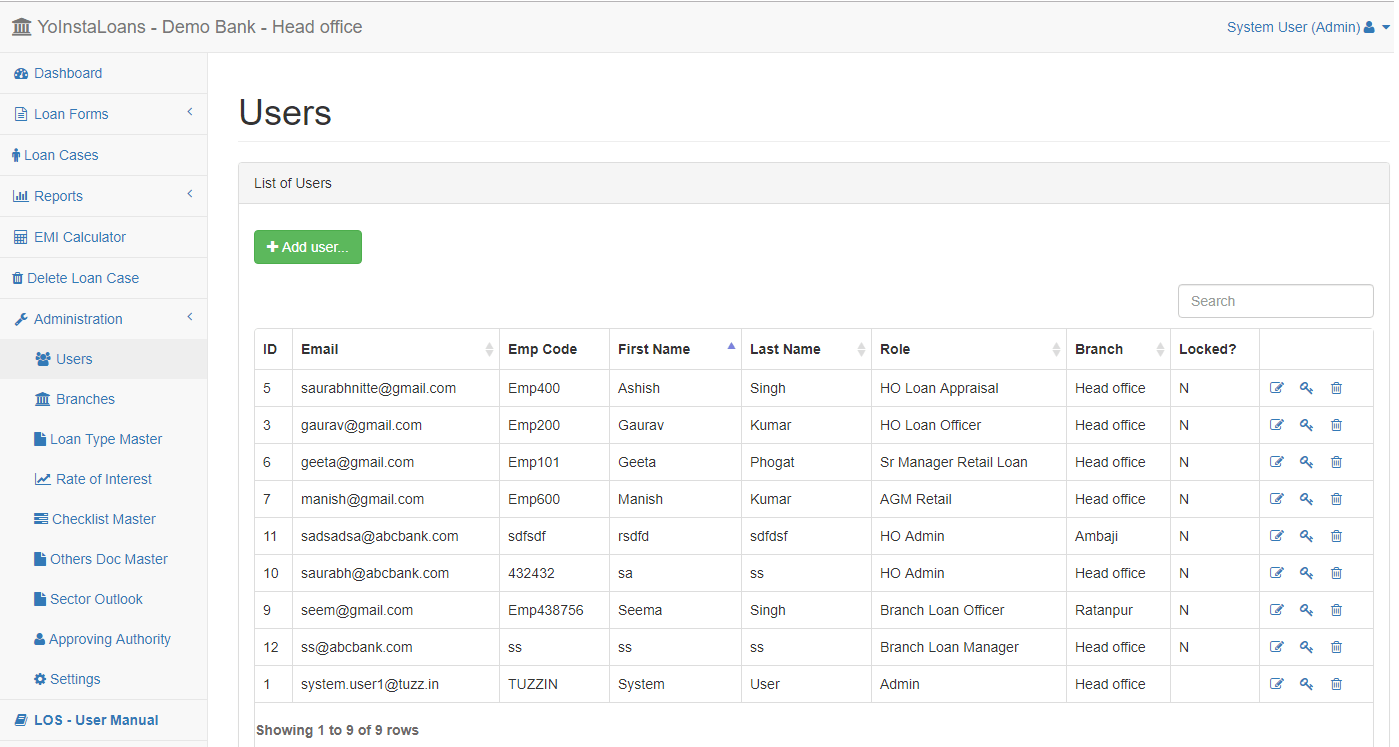 YoInstaLoans - Demo Bank - Head office
System User (Admin)
Dashboard
Loan Forms
Loan Cases
Reports
EMI Calculator
Delete Loan Case
Administration
Users
Branches
Loan Type Master
Rate of Interest
Checklist Master
Others Doc Master
Sector Outlook
Approving Authority
Settings
LOS - User Manual
Users
List of Users
Add user...
Search
ID Email Emp Code First Name Last Name Role Branch Locked?
5 saurabhnitte@gmail.com Emp400 Ashish Singh HO Loan Appraisal Head office N
3 gaurav@gmail.com Emp200 Gaurav Kumar HO Loan Officer Head office N
6 geeta@gmail.com Emp101 Geeta Phogat Sr Manager Retail Loan Head office N
7 manish@gmail.com Emp600 Manish Kumar AGM Retail Head office N
11 sadsadsa@abcbank.com sdfsdf rsdfd sdfdsf HO Admin Ambaji N
10 saurabh@abcbank.com 432432 sa ss HO Admin Head office N
9 seem@gmail.com Emp438756 Seema Singh Branch Loan Officer Ratanpur N
12 ss@abcbank.com ss ss ss Branch Loan Manager Head office N
1 system.user1@tuzz.in TUZZIN System User Admin Head office
Showing 1 to 9 of 9 rows